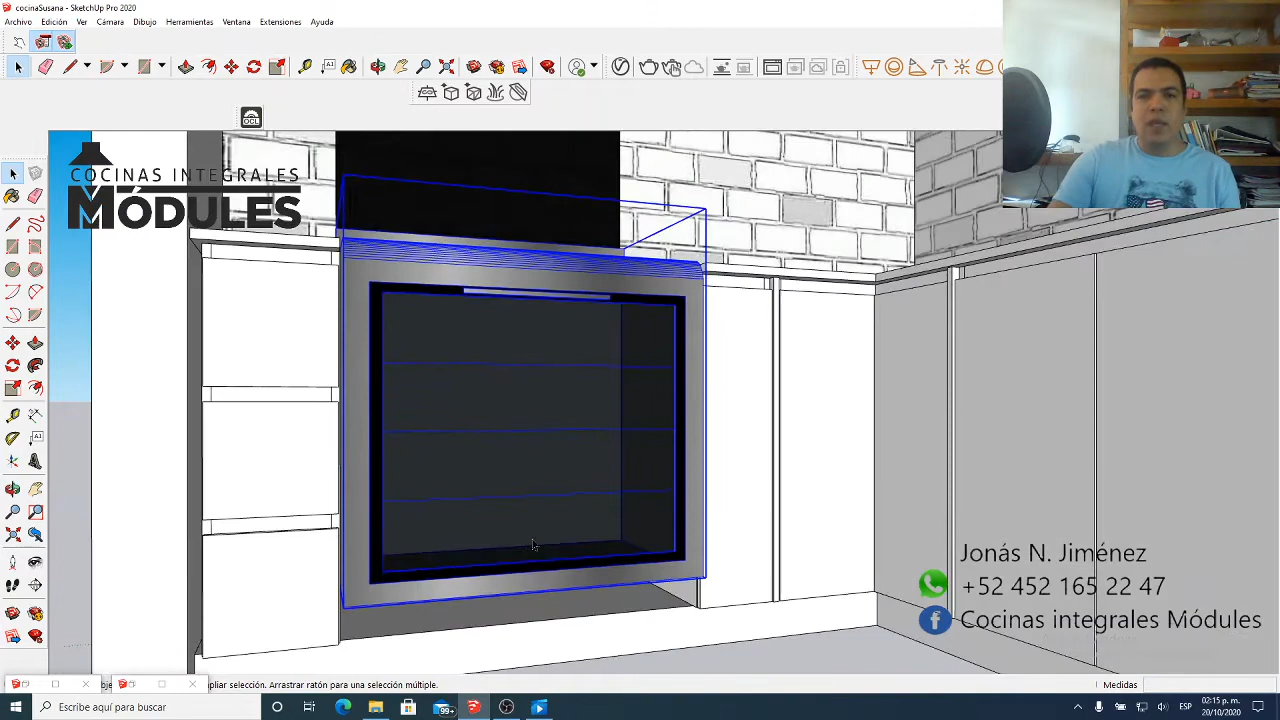 cocinaSusana - SketchUp Pro 2020
Archivo Edición Ver Cámara Dibujo Herramientas Ventana Extensiones Ayuda
OCL
COCINAS INTEGRALES
MÓDULES
Jonás N. Jiménez
+52 452 165 22 47
Cocinas integrales Módules
pliar selección. Arrastrar ratón para una selección múltiple.
Medidas
Escribe aquí para buscar
99+
ESP
02:15 p. m.
20/10/2020